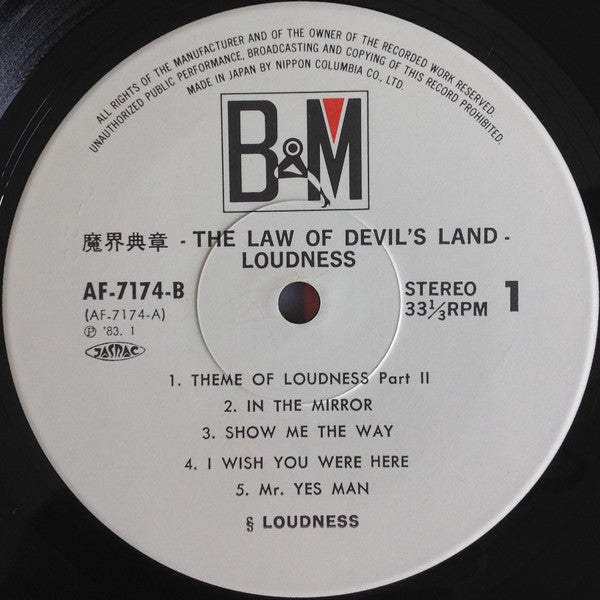 ALL RIGHTS OF THE MANUFACTURER AND OF THE OWNER OF THE RECORDED WORK RESERVED.
UNAUTHORIZED PUBLIC PERFORMANCE, BROADCASTING AND COPYING OF THIS RECORD PROHIBITED.
MADE IN JAPAN BY NIPPON COLUMBIA CO., LTD.
B&M
魔界典章 - THE LAW OF DEVIL'S LAND -
LOUDNESS
AF-7174-B
(AF-7174-A)
Ⓟ '83. 1
JASRAC
STEREO
33⅓RPM
1
1. THEME OF LOUDNESS Part II
2. IN THE MIRROR
3. SHOW ME THE WAY
4. I WISH YOU WERE HERE
5. Mr. YES MAN
§ LOUDNESS